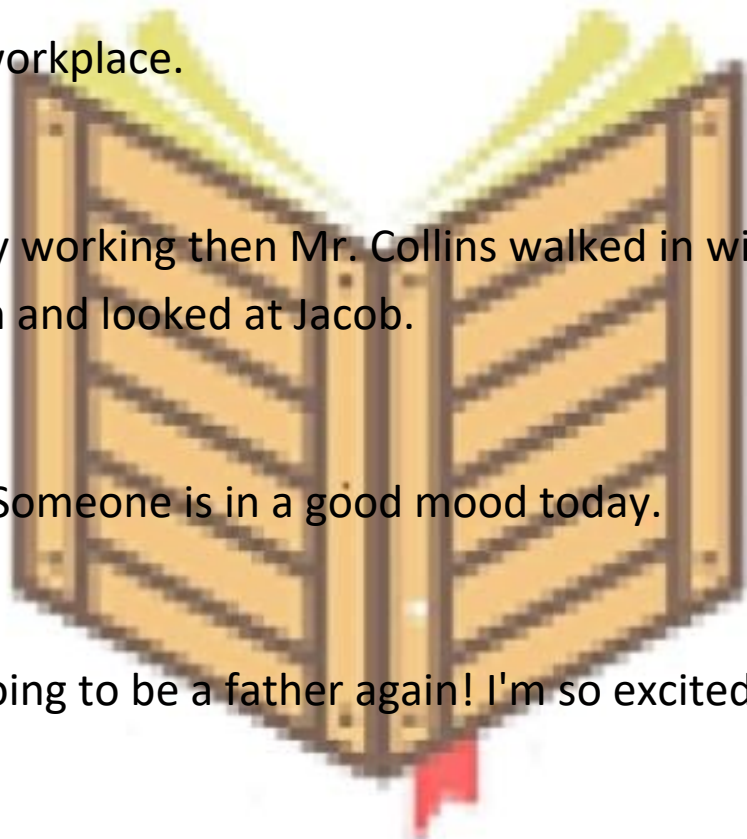 workplace.
y working then Mr. Collins walked in wi
and looked at Jacob.
Someone is in a good mood today.
oing to be a father again! I'm so excited